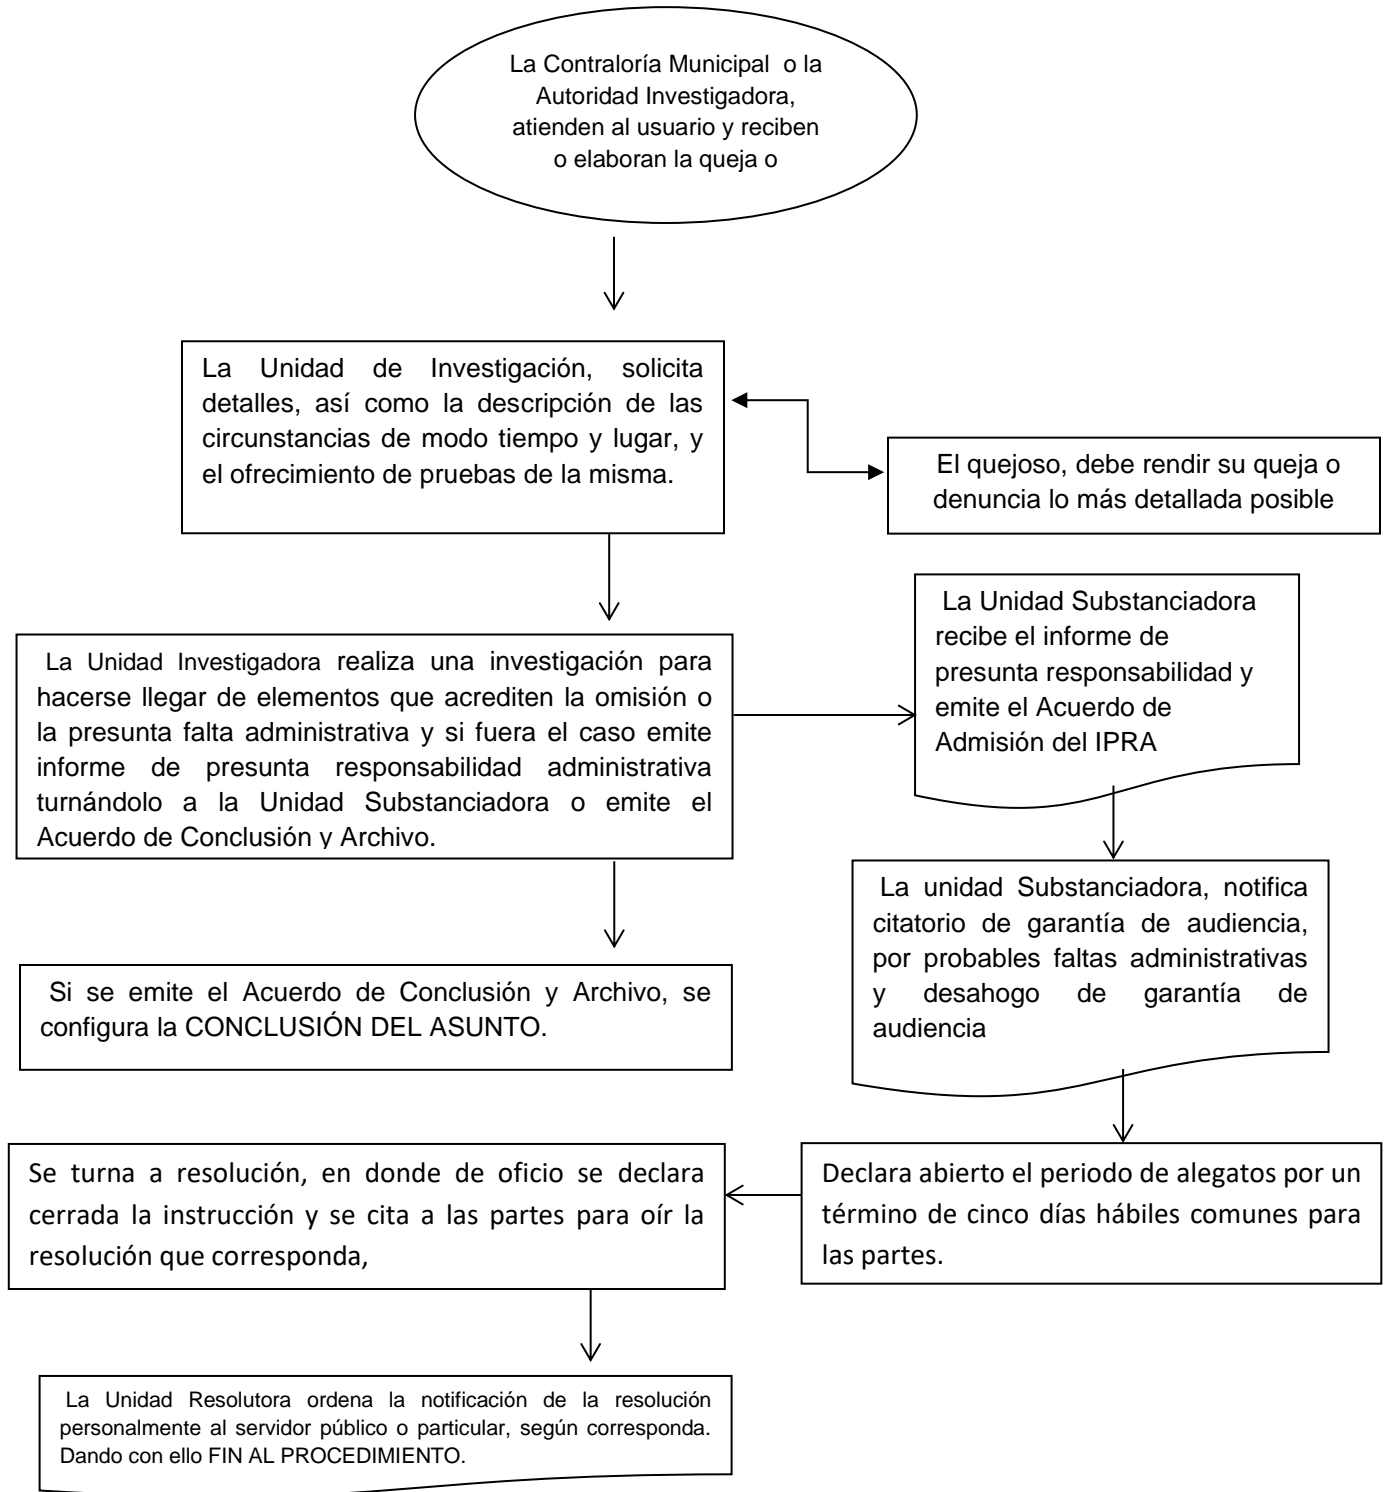 La Contraloría Municipal o la
Autoridad Investigadora,
atienden al usuario y reciben
o elaboran la queja o
La Unidad de Investigación, solicita
detalles, así como la descripción de las
circunstancias de modo tiempo y lugar, y
el ofrecimiento de pruebas de la misma.
El quejoso, debe rendir su queja o
denuncia lo más detallada posible
La Unidad Investigadora realiza una investigación para
hacerse llegar de elementos que acrediten la omisión o
la presunta falta administrativa y si fuera el caso emite
informe de presunta responsabilidad administrativa
turnándolo a la Unidad Substanciadora o emite el
Acuerdo de Conclusión y Archivo.
La Unidad Substanciadora
recibe el informe de
presunta responsabilidad y
emite el Acuerdo de
Admisión del IPRA
Si se emite el Acuerdo de Conclusión y Archivo, se
configura la CONCLUSIÓN DEL ASUNTO.
La unidad Substanciadora, notifica
citatorio de garantía de audiencia,
por probables faltas administrativas
y desahogo de garantía de
audiencia
Declara abierto el periodo de alegatos por un
término de cinco días hábiles comunes para
las partes.
Se turna a resolución, en donde de oficio se declara
cerrada la instrucción y se cita a las partes para oír la
resolución que corresponda,
La Unidad Resolutora ordena la notificación de la resolución
personalmente al servidor público o particular, según corresponda.
Dando con ello FIN AL PROCEDIMIENTO.